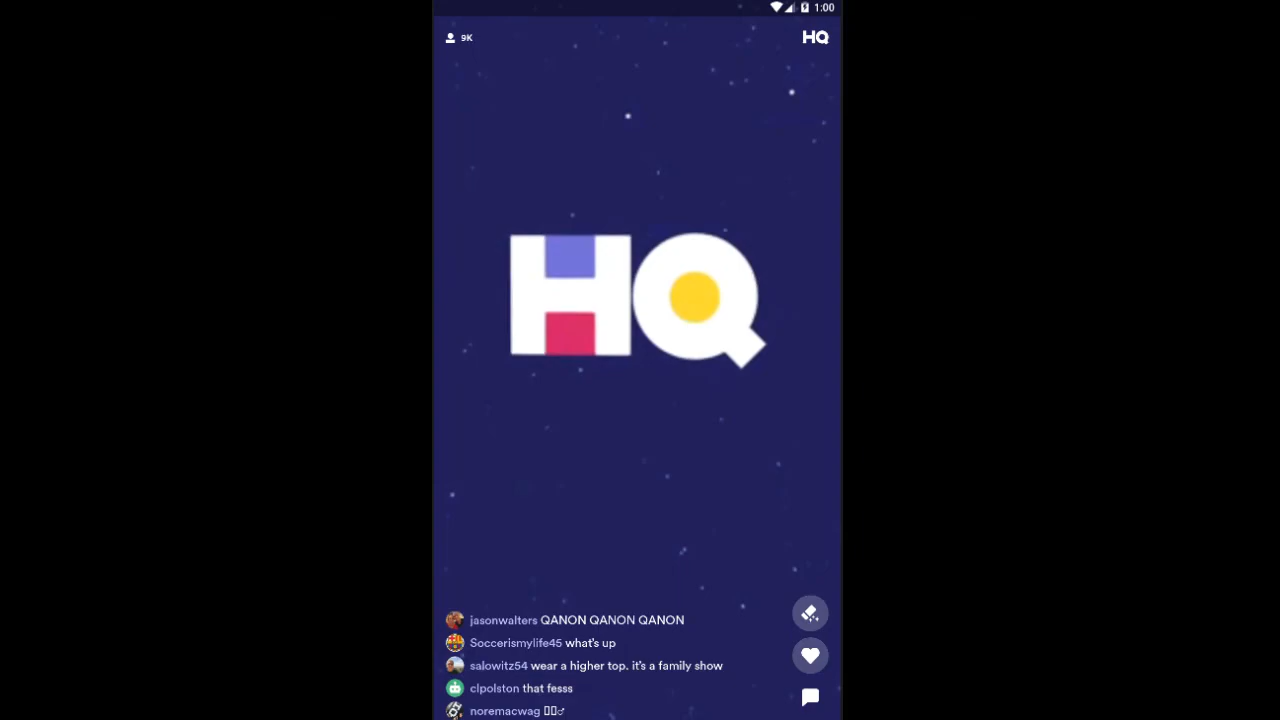 1:00
9K
HQ
HQ
jasonwalters QANON QANON QANON
Soccerismylife45 what's up
salowitz54 wear a higher top. it's a family show
clpolston that fesss
noremacwag ▯▯♂